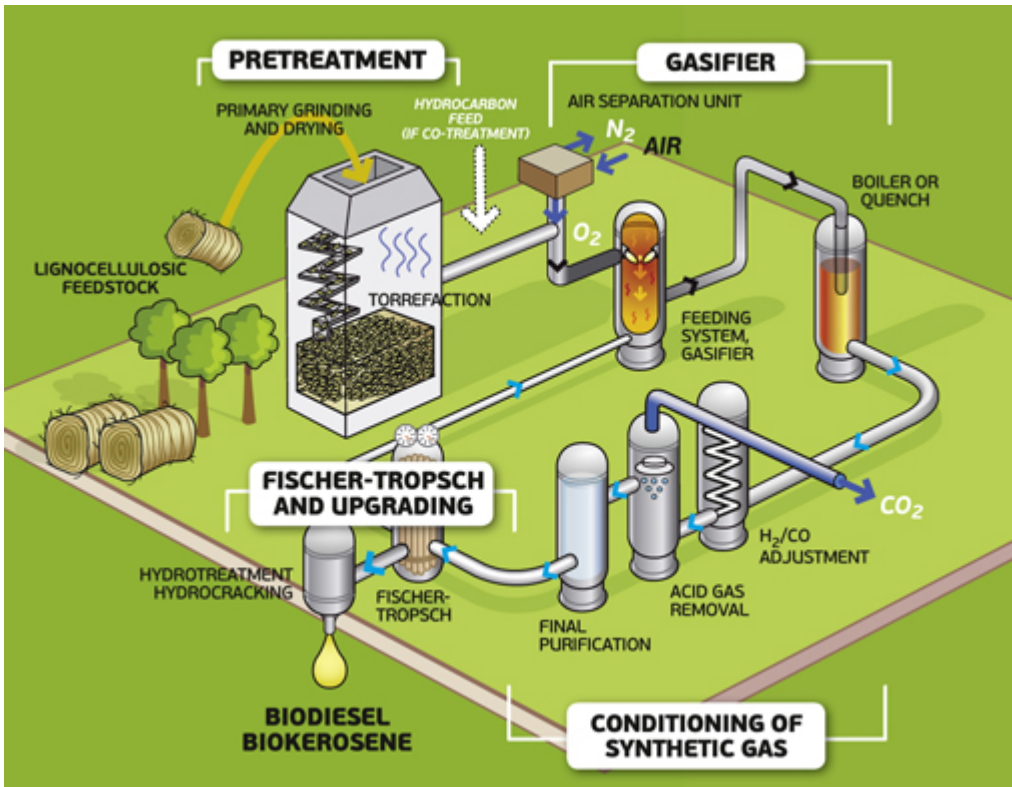 PRETREATMENT
GASIFIER
PRIMARY GRINDING
AND DRYING
HYDROCARBON
FEED
(IF CO-TREATMENT)
AIR SEPARATION UNIT
N2
AIR
O2
BOILER OR
QUENCH
LIGNOCELLULOSIC
FEEDSTOCK
TORREFACTION
FEEDING
SYSTEM,
GASIFIER
FISCHER-TROPSCH
AND UPGRADING
CO2
H2/CO
ADJUSTMENT
HYDROTREATMENT
HYDROCRACKING
FISCHER-
TROPSCH
ACID GAS
REMOVAL
FINAL
PURIFICATION
BIODIESEL
BIOKEROSENE
CONDITIONING OF
SYNTHETIC GAS